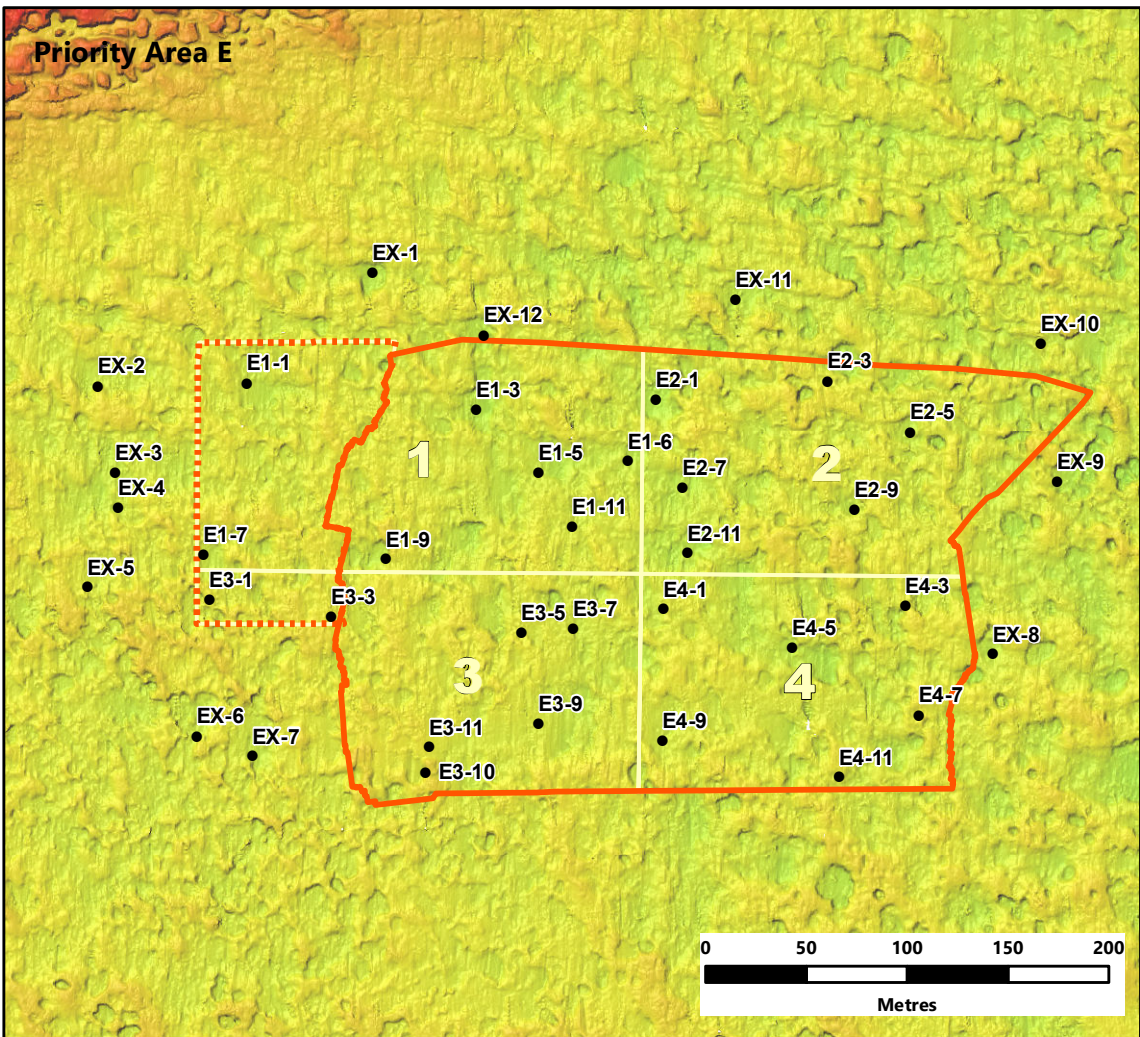 Priority Area E
EX-1
EX-11
EX-12
EX-10
EX-2
E1-1
E2-3
E1-3
E2-1
E2-5
1
2
EX-3
E1-5
E1-6
E2-7
EX-9
EX-4
E2-9
E1-11
E1-7
E1-9
E2-11
EX-5
E3-1
E3-3
E3-5
E3-7
E4-1
E4-3
E4-5
EX-8
3
4
EX-6
EX-7
E3-9
E4-7
E3-11
E4-9
E3-10
E4-11
0 50 100 150 200
Metres